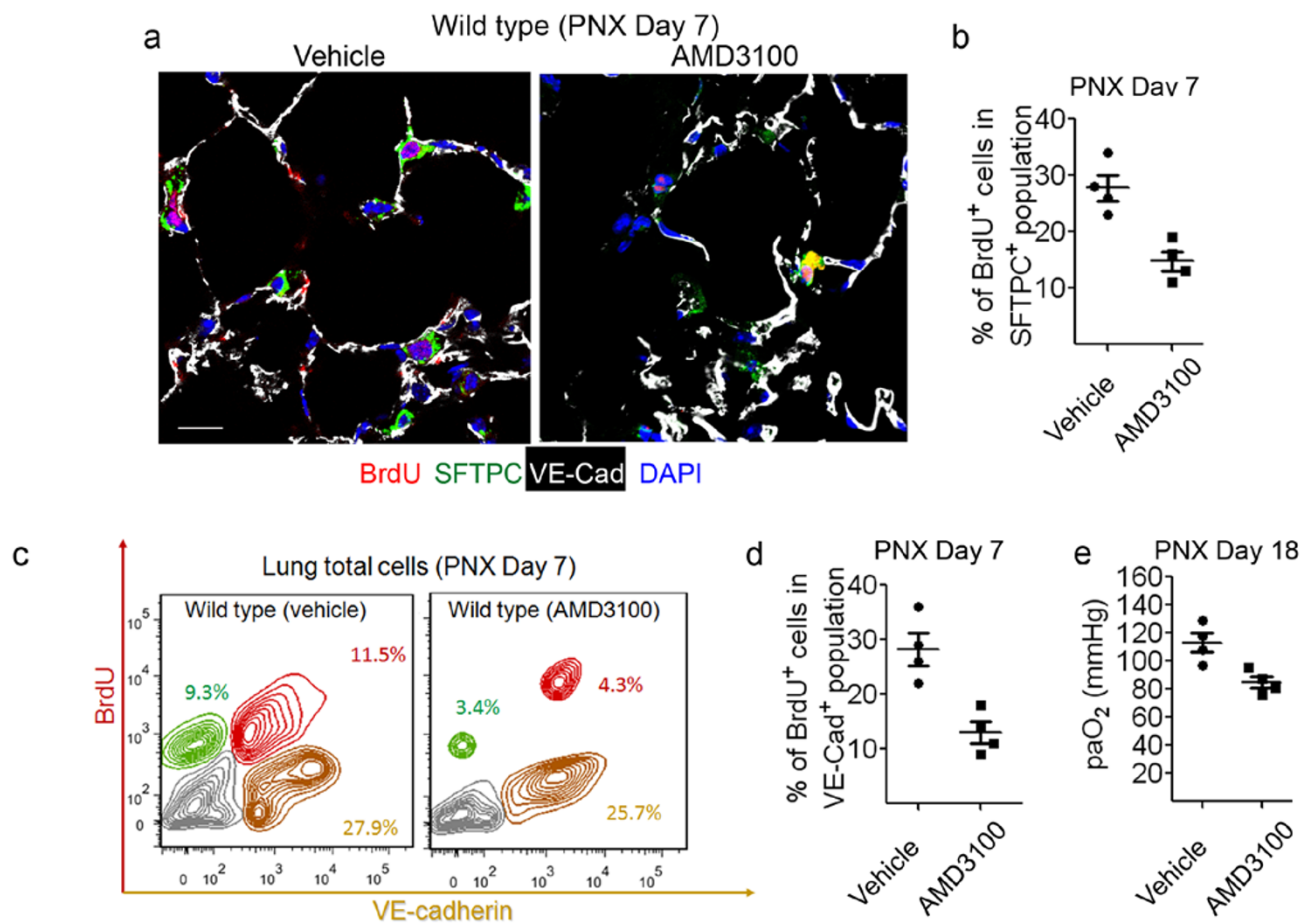 a
Wild type (PNX Day 7)
Vehicle
AMD3100
BrdU SFTPC VE-Cad DAPI
b
PNX Dav 7
% of BrdU+ cells in
SFTPC+ population
40
30
20
10
Vehicle
AMD3100
c
Lung total cells (PNX Day 7)
Wild type (vehicle)
11.5%
9.3%
27.9%
Wild type (AMD3100)
4.3%
3.4%
25.7%
BrdU
10^5
10^4
10^3
10^2
0
0 10^2 10^3 10^4 10^5
0 10^2 10^3 10^4 10^5
VE-cadherin
d
PNX Day 7
% of BrdU+ cells in
VE-Cad+ population
40
30
20
10
Vehicle
AMD3100
e
PNX Day 18
paO2 (mmHg)
160
140
120
100
80
60
40
20
Vehicle
AMD3100